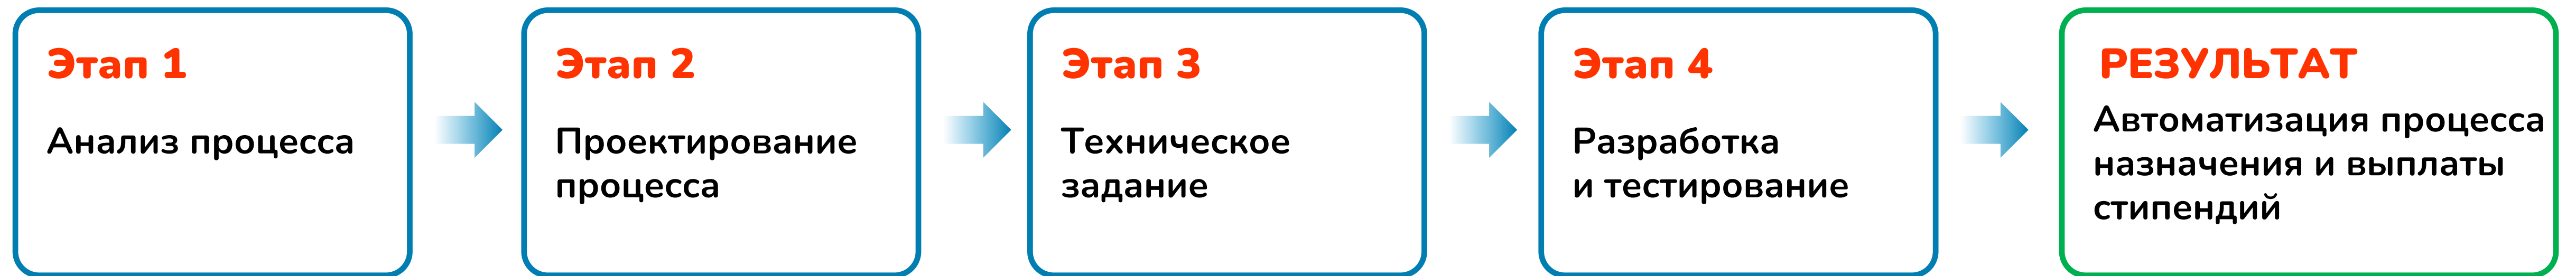 Этап 1
Анализ процесса
Этап 2
Проектирование
процесса
Этап 3
Техническое
задание
Этап 4
Разработка
и тестирование
РЕЗУЛЬТАТ
Автоматизация процесса
назначения и выплаты
стипендий